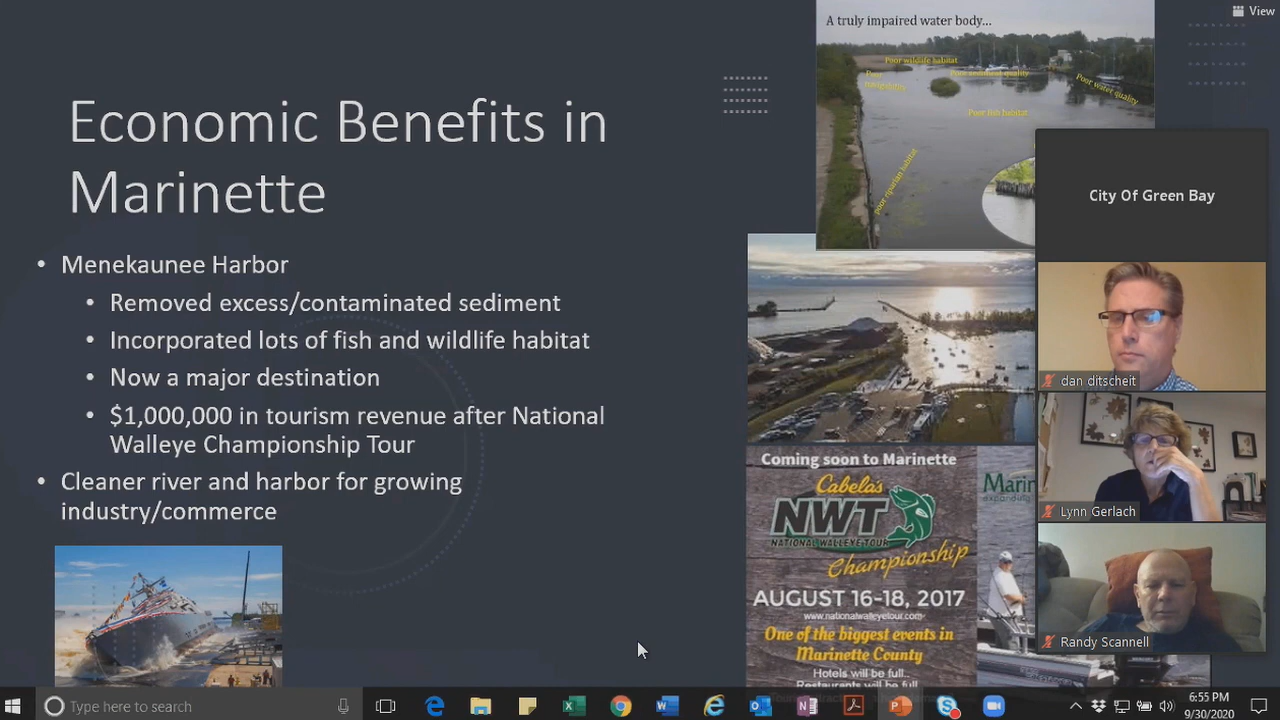 View
A truly impaired water body...
Poor wildlife habitat
Poor sediment quality
Poor navigability
Poor water quality
Poor fish habitat
poor riparian habitat
Economic Benefits in
Marinette
• Menekaunee Harbor
• Removed excess/contaminated sediment
• Incorporated lots of fish and wildlife habitat
• Now a major destination
• $1,000,000 in tourism revenue after National
Walleye Championship Tour
• Cleaner river and harbor for growing
industry/commerce
City Of Green Bay
dan ditscheit
Lynn Gerlach
Randy Scannell
Coming soon to Marinette
Cabela's
NWT
NATIONAL WALLEYE TOUR
Championship
AUGUST 16-18, 2017
www.nationalwalleyetour.com
One of the biggest events in
Marinette County
Hotels will be full..
Restaurants will be full
Marin
expanding
Type here to search
6:55 PM
9/30/2020